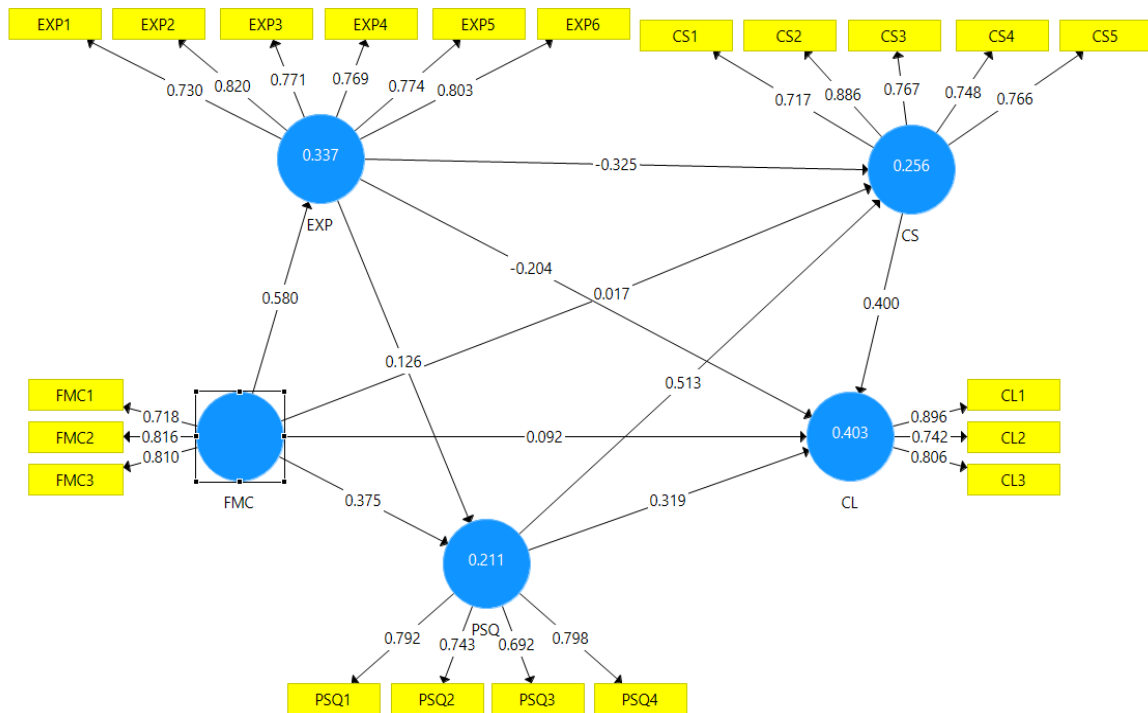 EXP1 EXP2 EXP3 EXP4 EXP5 EXP6
CS1 CS2 CS3 CS4 CS5
0.730 0.820 0.771 0.769 0.774 0.803
0.717 0.886 0.767 0.748 0.766
0.337
-0.325
0.256
EXP
CS
-0.204
0.580
0.017
0.400
0.126
0.513
FMC1
FMC2
FMC3
0.718
0.816
0.810
0.092
0.403
0.896
0.742
0.806
CL1
CL2
CL3
FMC
0.375
0.319
CL
0.211
PSQ
0.792 0.743 0.692 0.798
PSQ1 PSQ2 PSQ3 PSQ4